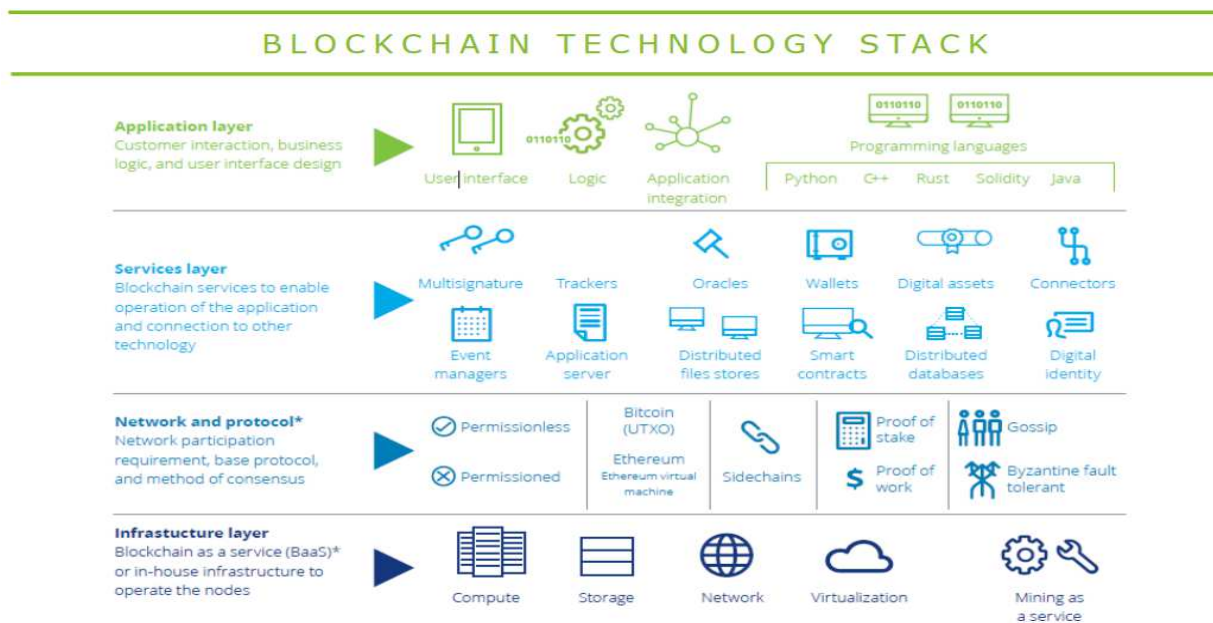 BLOCKCHAIN TECHNOLOGY STACK
Application layer
Customer interaction, business
logic, and user interface design
0110110
0110110
0110110
Programming languages
User interface
Logic
Application
integration
Python
C++
Rust
Solidity
Java
Services layer
Blockchain services to enable
operation of the application
and connection to other
technology
Multisignature
Trackers
Oracles
Wallets
Digital assets
Connectors
Event
managers
Application
server
Distributed
files stores
Smart
contracts
Distributed
databases
Digital
identity
Network and protocol*
Network participation
requirement, base protocol,
and method of consensus
Permissionless
Permissioned
Bitcoin
(UTXO)
Ethereum
Ethereum virtual
machine
Sidechains
Proof of
stake
$ Proof of
work
Gossip
Byzantine fault
tolerant
Infrastucture layer
Blockchain as a service (BaaS)*
or in-house infrastructure to
operate the nodes
Compute
Storage
Network
Virtualization
Mining as
a service